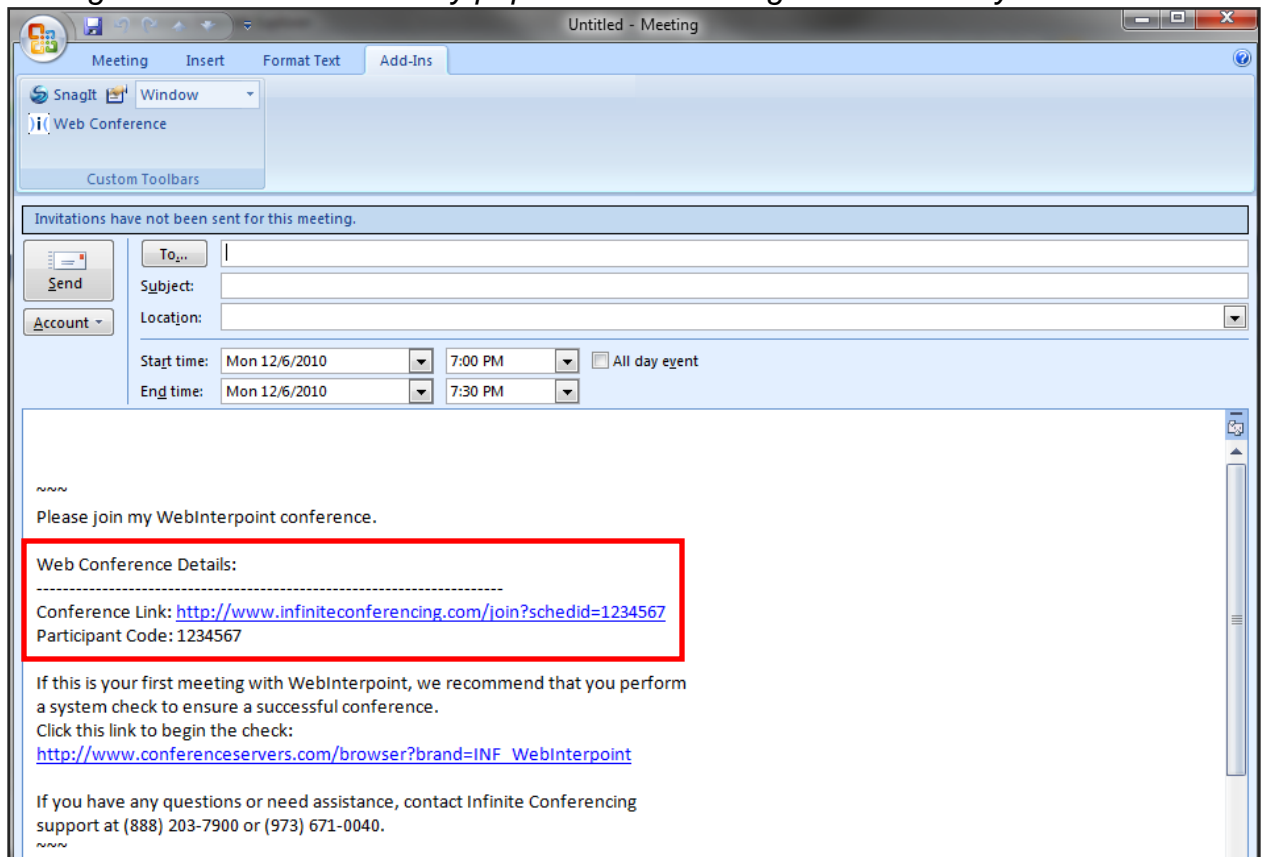 Untitled - Meeting
Meeting Insert Format Text Add-Ins
SnagIt Window
)i( Web Conference
Custom Toolbars
Invitations have not been sent for this meeting.
To...
Send
Subject:
Account
Location:
Start time: Mon 12/6/2010 7:00 PM All day event
End time: Mon 12/6/2010 7:30 PM
~~~
Please join my WebInterpoint conference.
Web Conference Details:
------------------------------------------------------------------------
Conference Link: http://www.infiniteconferencing.com/join?schedid=1234567
Participant Code: 1234567
If this is your first meeting with WebInterpoint, we recommend that you perform
a system check to ensure a successful conference.
Click this link to begin the check:
http://www.conferenceservers.com/browser?brand=INF_WebInterpoint
If you have any questions or need assistance, contact Infinite Conferencing
support at (888) 203-7900 or (973) 671-0040.
~~~